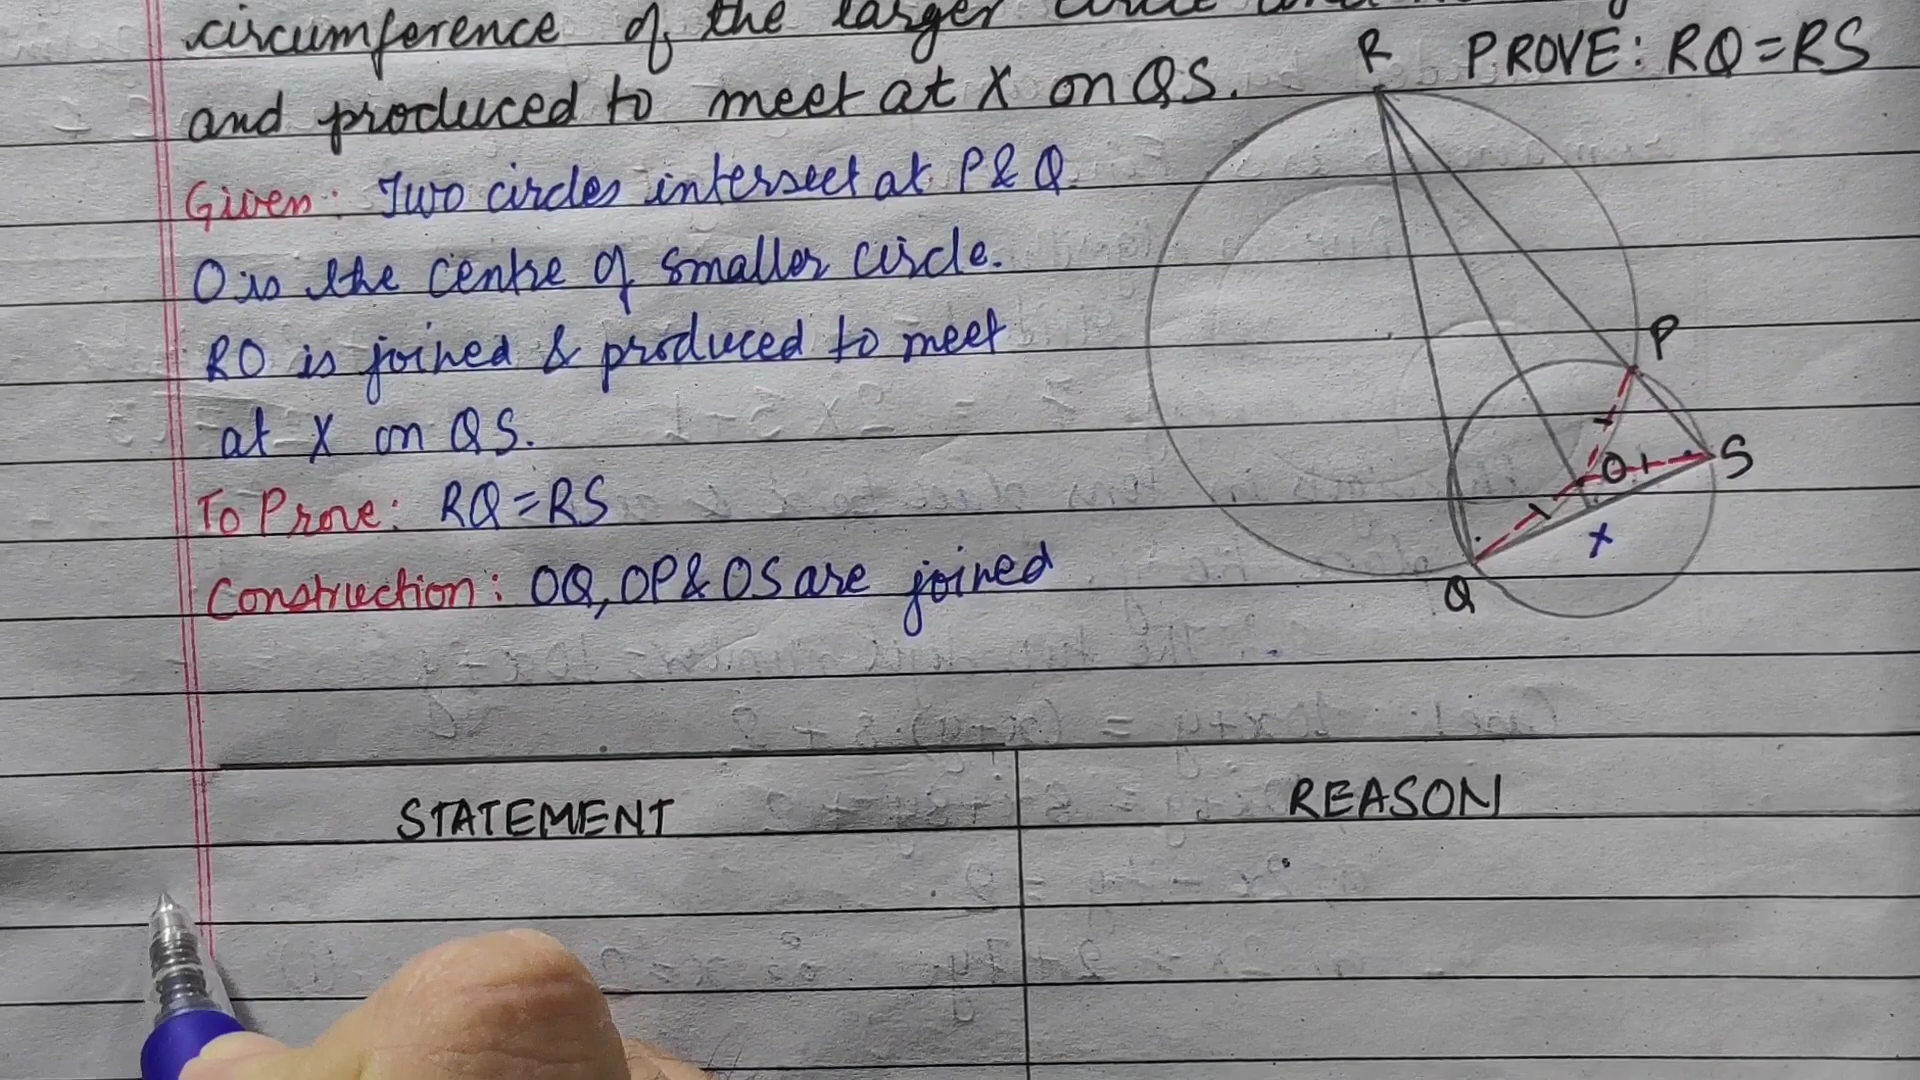 circumference of the larger circle and
and produced to meet at X on QS.
R PROVE: RQ=RS
Given: Two circles intersect at P & Q.
O is the centre of smaller circle.
RO is joined & produced to meet
at X on QS.
To Prove: RQ=RS
Construction: OQ, OP & OS are joined
P
O
S
X
Q
STATEMENT REASON